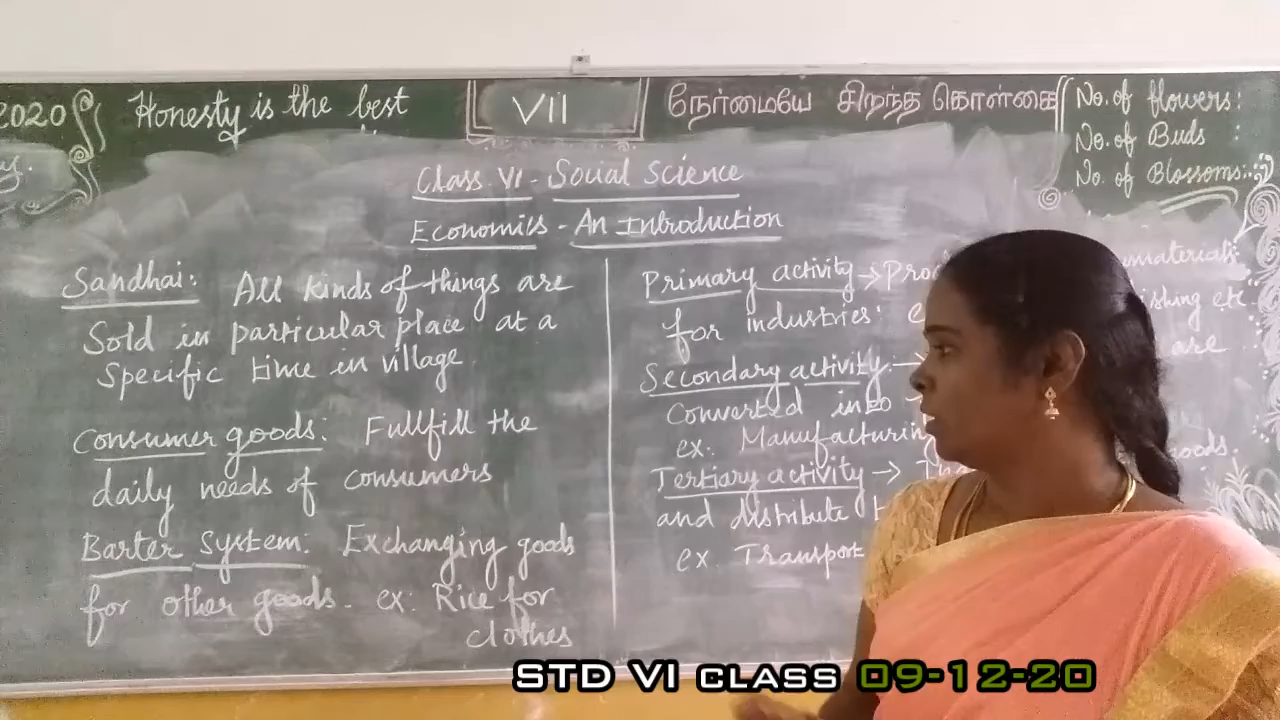 2020
Honesty is the best
VII
நேர்மையே சிறந்த கொள்கை
No. of flowers:
No. of Buds :
No. of Blossoms:
Class VI - Social Science
Economics - An Introduction
Sandhai: All kinds of things are
Sold in particular place at a
Specific time in village.
Consumer goods: Fullfill the
daily needs of consumers
Barter System: Exchanging goods
for other goods. ex: Rice for
clothes
Primary activity →
for industries: etc
Secondary activity: are
Converted into
ex: Manufacturing
Tertiary activity → goods.
and distribute
ex. Transport
STD VI CLASS 09-12-20